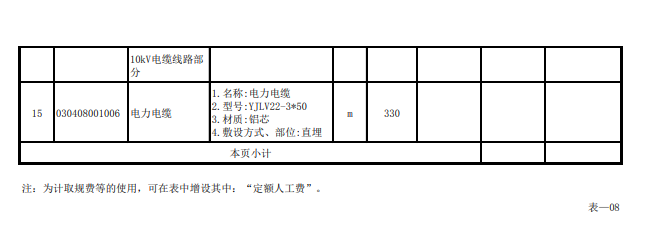 10kV电缆线路部
分
15 030408001006 电力电缆 1.名称:电力电缆
2.型号:YJLV22-3*50
3.材质:铝芯
4.敷设方式、部位:直埋 m 330
本页小计
注: 为计取规费等的使用，可在表中增设其中: “定额人工费”。
表—08